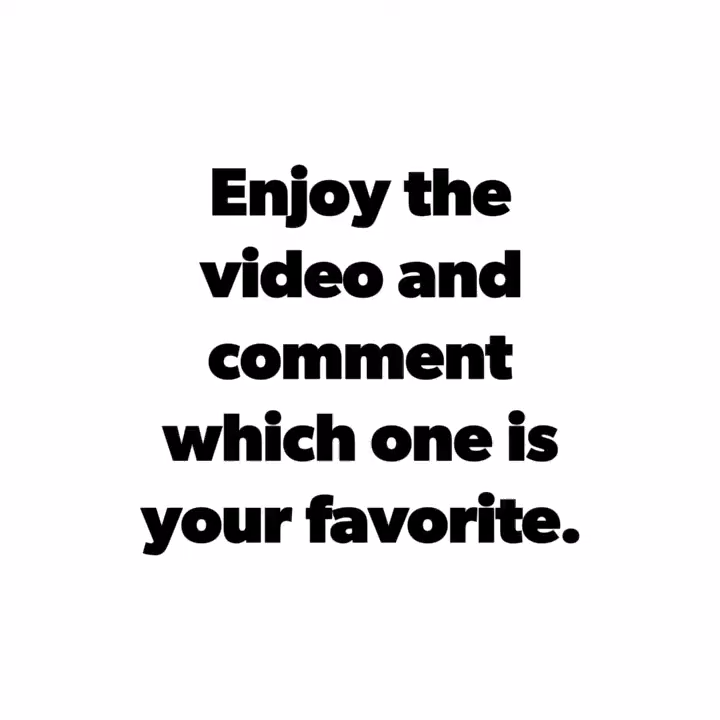 Enjoy the
video and
comment
which one is
your favorite.